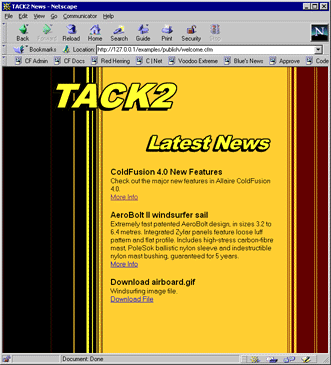 TACK2 News - Netscape
File Edit View Go Communicator Help
Back Forward Reload Home Search Guide Print Security Stop
Bookmarks Location: http://127.0.0.1/examples/publish/welcome.cfm
CF Admin CF Docs Red Herring C|Net Voodoo Extreme Blue's News Approve Code
TACK2
Latest News
ColdFusion 4.0 New Features
Check out the major new features in Allaire ColdFusion
4.0.
More Info
AeroBolt II windsurfer sail
Extremely fast patented AeroBolt design, in sizes 3.2 to
6.4 metres. Integrated Zylar panels feature loose luff
pattern and flat profile. Includes high-stress carbon-fibre
mast, PoleSok ballistic nylon sleeve and indestructible
nylon mast bushing, guaranteed for 5 years.
More Info
Download airboard.gif
Windsurfing image file.
Download File
Document: Done